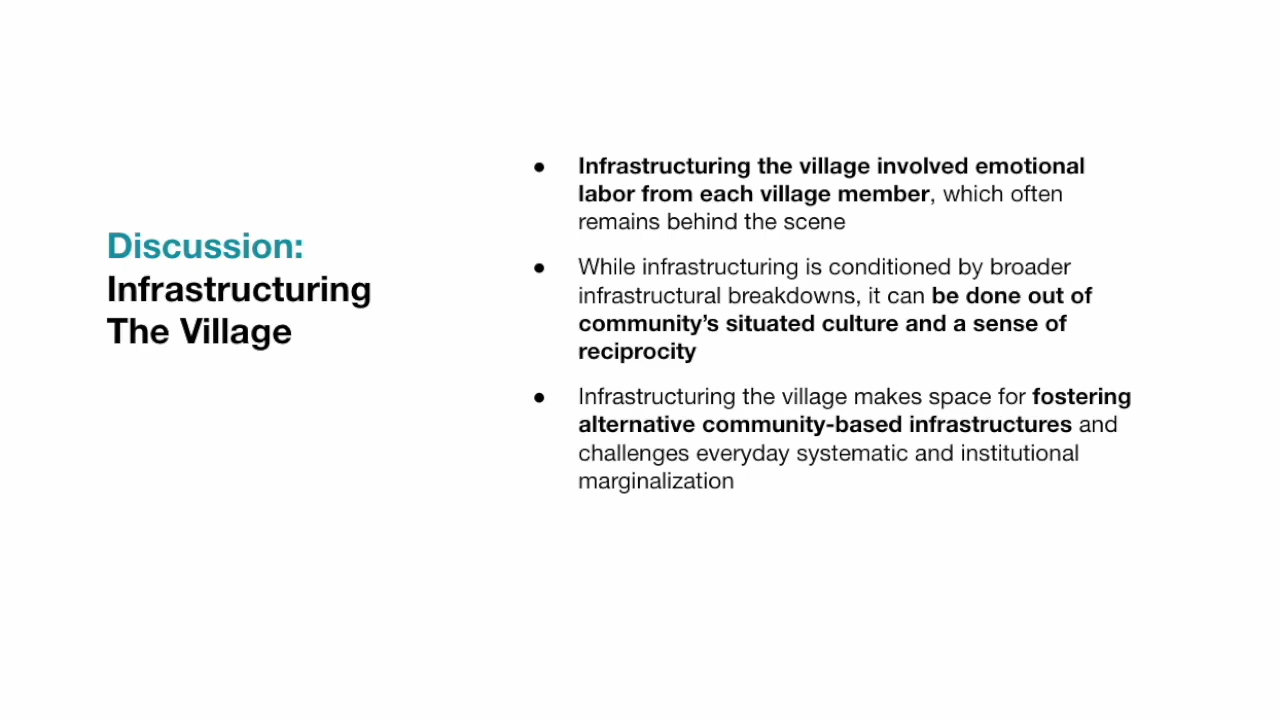 Discussion:
Infrastructuring
The Village
● Infrastructuring the village involved emotional
labor from each village member, which often
remains behind the scene
● While infrastructuring is conditioned by broader
infrastructural breakdowns, it can be done out of
community’s situated culture and a sense of
reciprocity
● Infrastructuring the village makes space for fostering
alternative community-based infrastructures and
challenges everyday systematic and institutional
marginalization